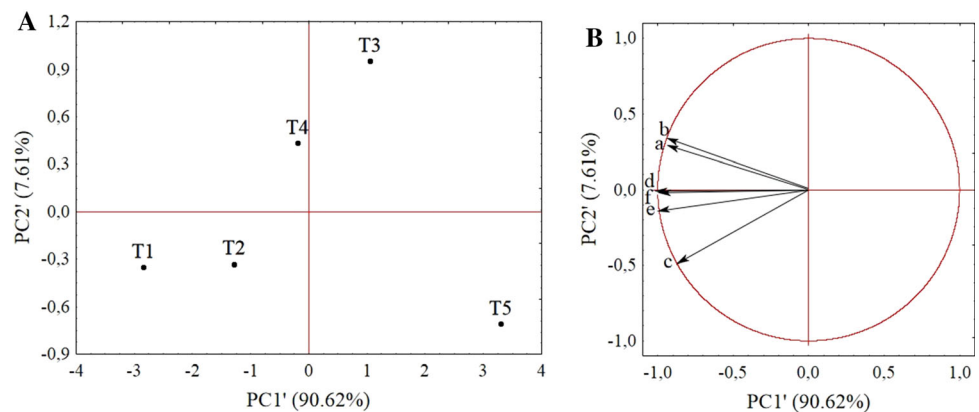 A
1,2
0,9
0,6
0,3
0,0
-0,3
-0,6
-0,9
PC2' (7.61%)
T3
T4
T1
T2
T5
-4 -3 -2 -1 0 1 2 3 4
PC1' (90.62%)
B
1,0
0,5
0,0
-0,5
-1,0
PC2' (7.61%)
b
a
d
f
e
c
-1,0 -0,5 0,0 0,5 1,0
PC1' (90.62%)